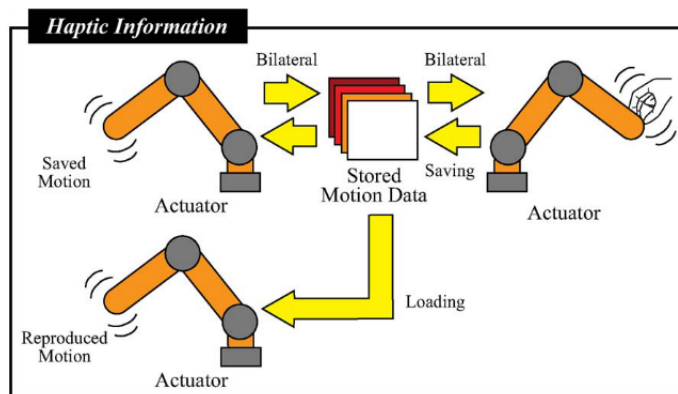 Haptic Information
Bilateral
Bilateral
Saved
Motion
Stored
Motion Data
Saving
Actuator
Actuator
Loading
Reproduced
Motion
Actuator